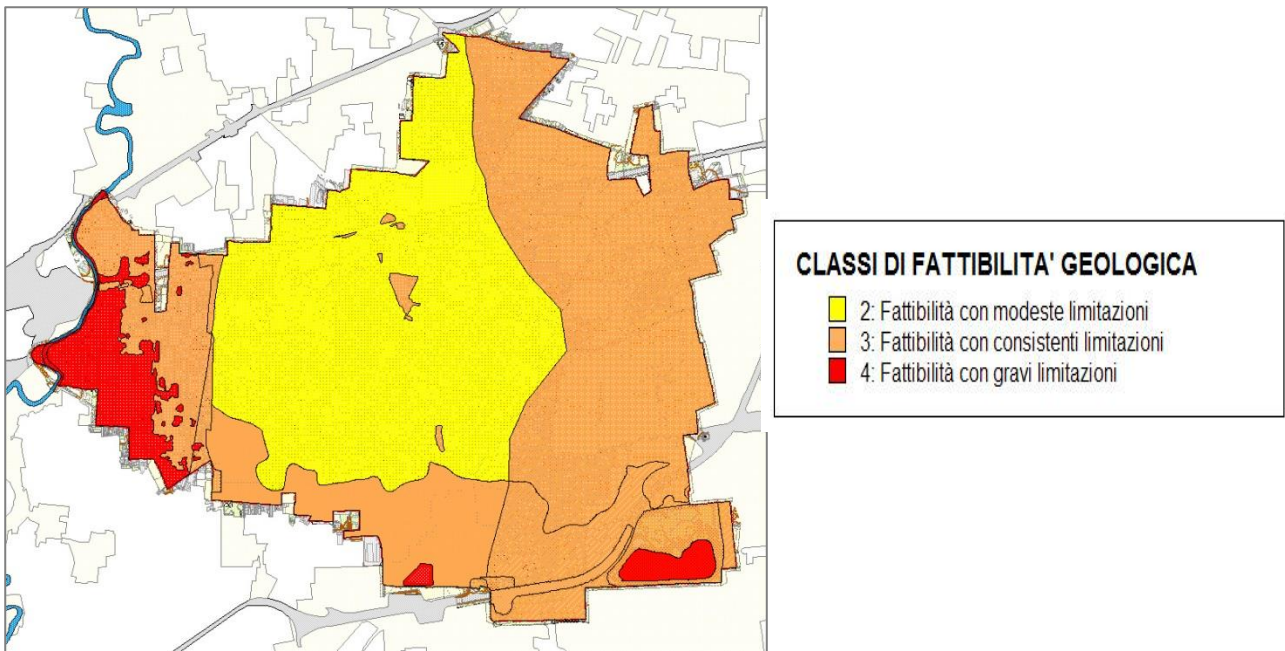 CLASSI DI FATTIBILITA' GEOLOGICA
2: Fattibilità con modeste limitazioni
3: Fattibilità con consistenti limitazioni
4: Fattibilità con gravi limitazioni